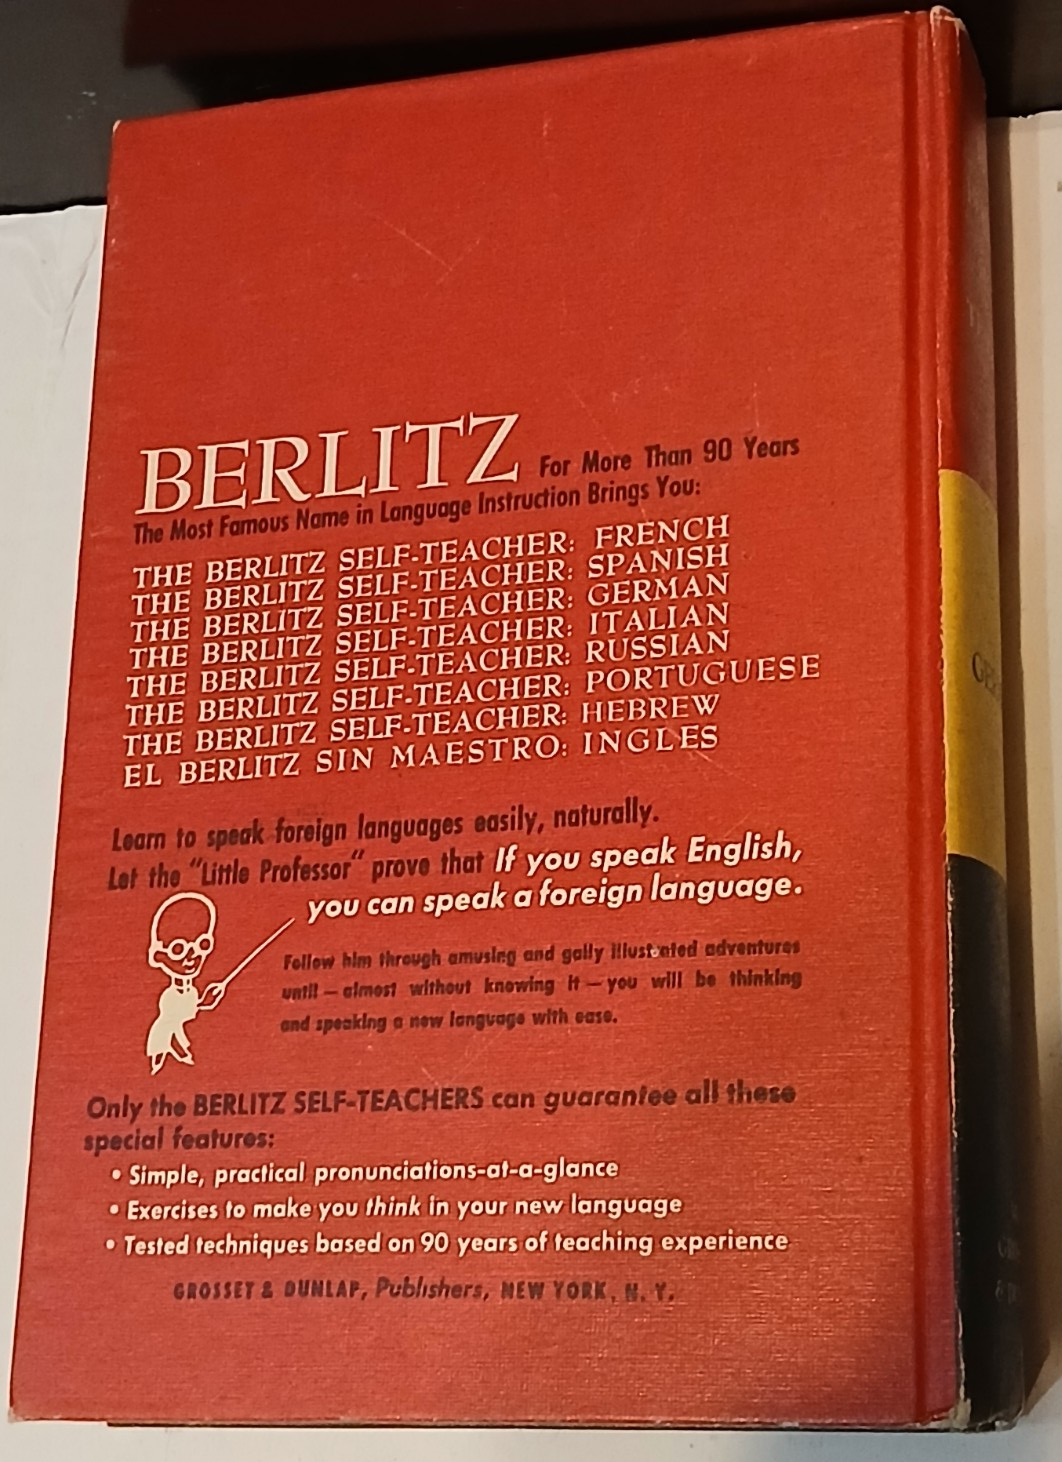 BERLITZ For More Than 90 Years
The Most Famous Name in Language Instruction Brings You:
THE BERLITZ SELF-TEACHER: FRENCH
THE BERLITZ SELF-TEACHER: SPANISH
THE BERLITZ SELF-TEACHER: GERMAN
THE BERLITZ SELF-TEACHER: ITALIAN
THE BERLITZ SELF-TEACHER: RUSSIAN
THE BERLITZ SELF-TEACHER: PORTUGUESE
THE BERLITZ SELF-TEACHER: HEBREW
EL BERLITZ SIN MAESTRO: INGLES
Learn to speak foreign languages easily, naturally.
Let the "Little Professor" prove that If you speak English,
you can speak a foreign language.
Follow him through amusing and gaily illustrated adventures
until — almost without knowing it — you will be thinking
and speaking a new language with ease.
Only the BERLITZ SELF-TEACHERS can guarantee all these
special features:
• Simple, practical pronunciations-at-a-glance
• Exercises to make you think in your new language
• Tested techniques based on 90 years of teaching experience
GROSSET & DUNLAP, Publishers, NEW YORK, N. Y.